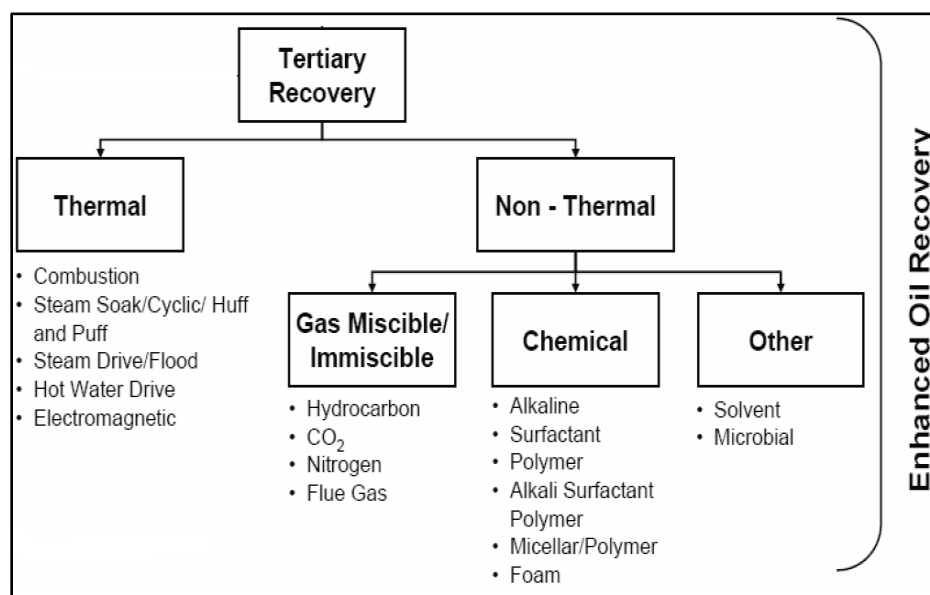 Tertiary
Recovery
Thermal
• Combustion
• Steam Soak/Cyclic/ Huff
and Puff
• Steam Drive/Flood
• Hot Water Drive
• Electromagnetic
Non - Thermal
Gas Miscible/
Immiscible
• Hydrocarbon
• CO2
• Nitrogen
• Flue Gas
Chemical
• Alkaline
• Surfactant
• Polymer
• Alkali Surfactant
Polymer
• Micellar/Polymer
• Foam
Other
• Solvent
• Microbial
Enhanced Oil Recovery